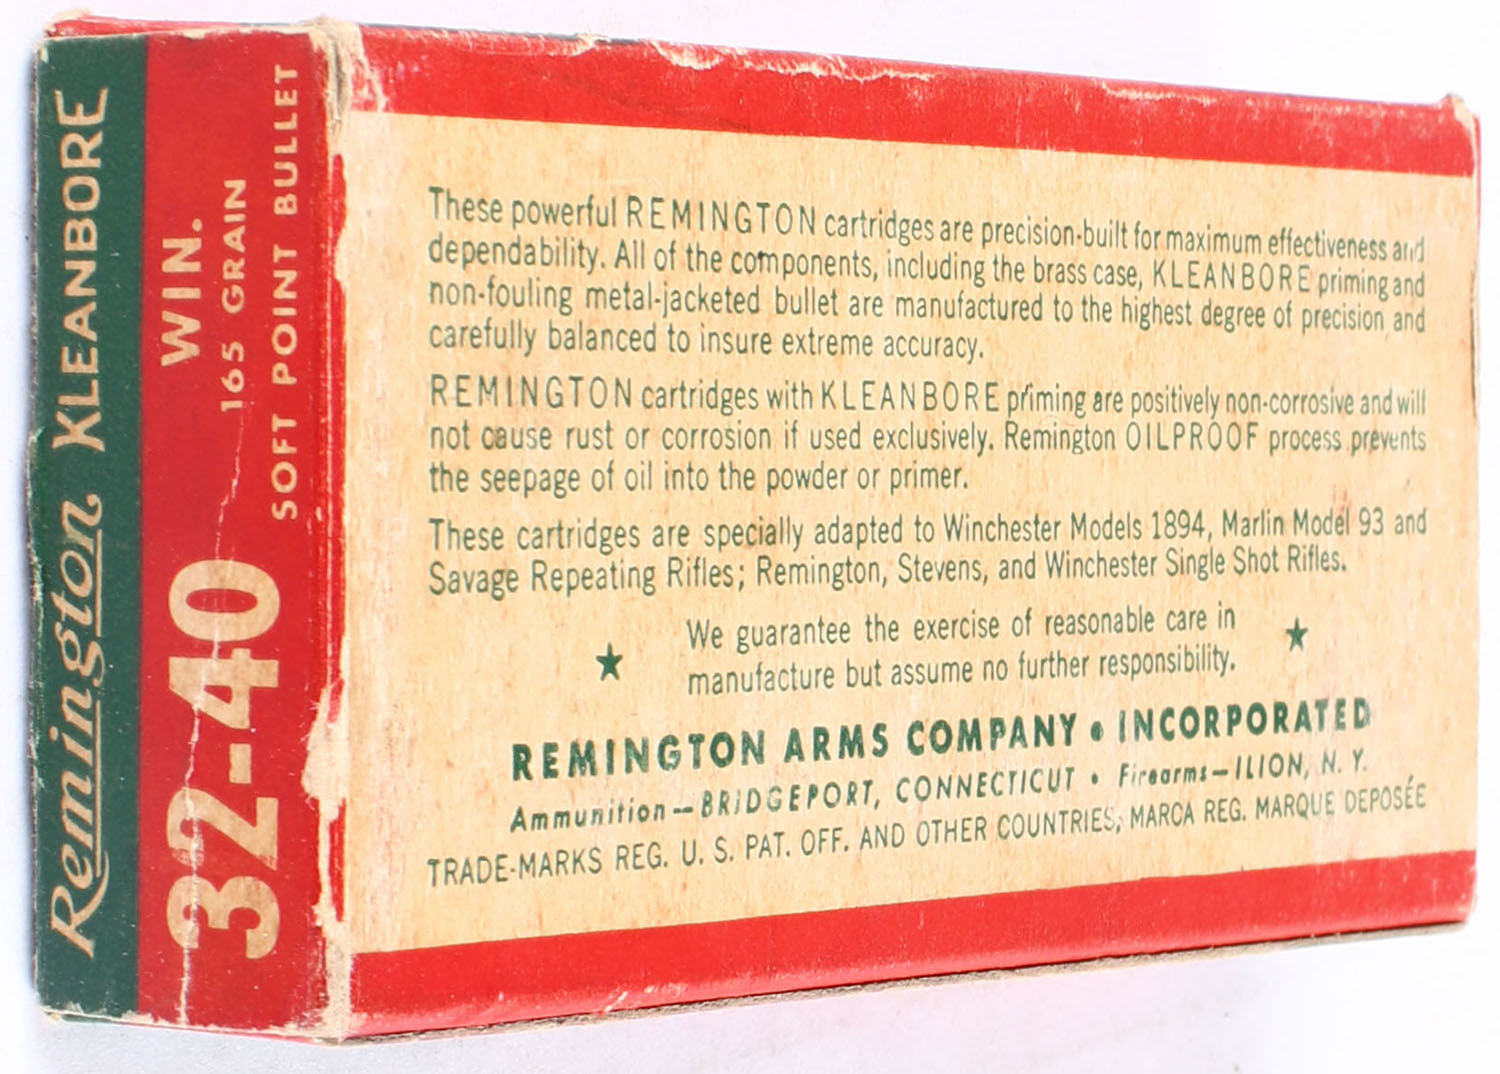 Remington KLEANBORE
32-40 WIN.
165 GRAIN
SOFT POINT BULLET
These powerful REMINGTON cartridges are precision-built for maximum effectiveness and
dependability. All of the components, including the brass case, KLEANBORE priming and
non-fouling metal-jacketed bullet are manufactured to the highest degree of precision and
carefully balanced to insure extreme accuracy.
REMINGTON cartridges with KLEANBORE priming are positively non-corrosive and will
not cause rust or corrosion if used exclusively. Remington OILPROOF process prevents
the seepage of oil into the powder or primer.
These cartridges are specially adapted to Winchester Models 1894, Marlin Model 93 and
Savage Repeating Rifles; Remington, Stevens, and Winchester Single Shot Rifles.
We guarantee the exercise of reasonable care in
manufacture but assume no further responsibility.
REMINGTON ARMS COMPANY • INCORPORATED
Ammunition—BRIDGEPORT, CONNECTICUT • Firearms—ILION, N. Y.
TRADE-MARKS REG. U. S. PAT. OFF. AND OTHER COUNTRIES, MARCA REG. MARQUE DEPOSÉE